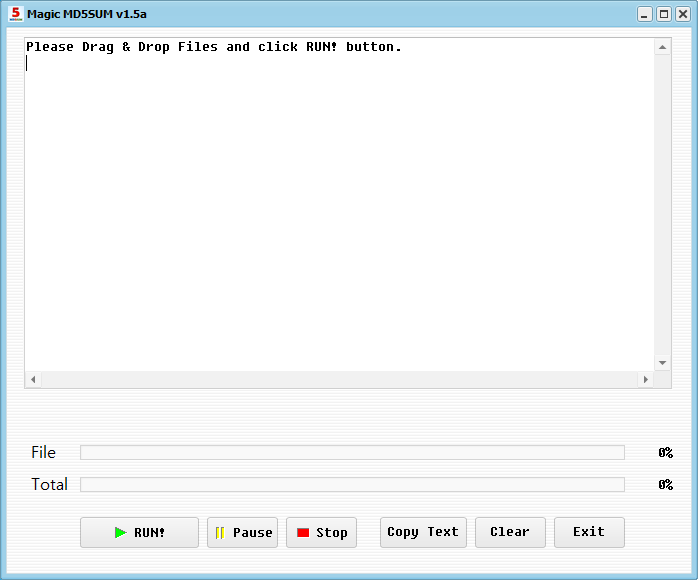 5 Magic MD5SUM v1.5a
Please Drag & Drop Files and click RUN! button.
File 0%
Total 0%
RUN! Pause Stop Copy Text Clear Exit